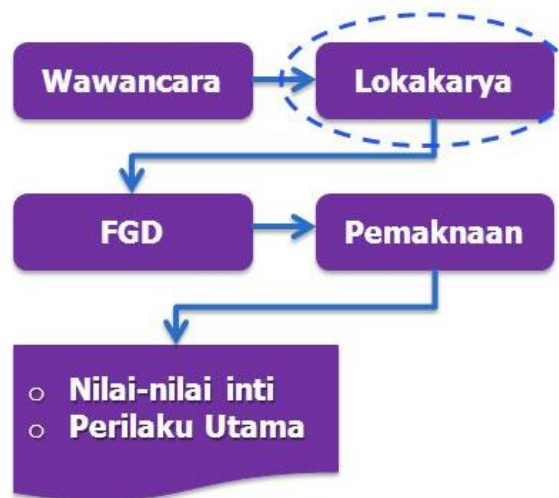 Wawancara
Lokakarya
FGD
Pemaknaan
o Nilai-nilai inti
o Perilaku Utama